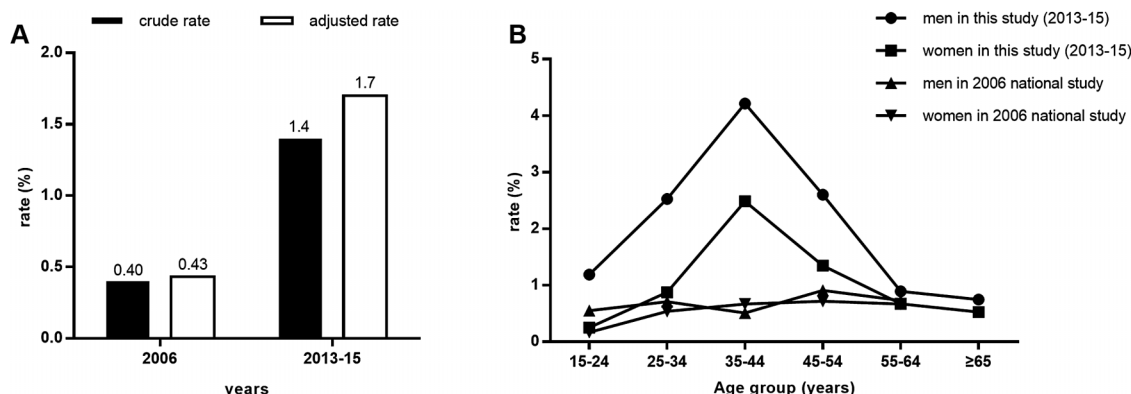 A
crude rate
adjusted rate
2.0
1.5
1.0
0.5
0.0
rate (%)
0.40
0.43
1.4
1.7
2006
2013-15
years
B
men in this study (2013-15)
women in this study (2013-15)
men in 2006 national study
women in 2006 national study
5
4
3
2
1
0
rate (%)
15-24
25-34
35-44
45-54
55-64
≥65
Age group (years)